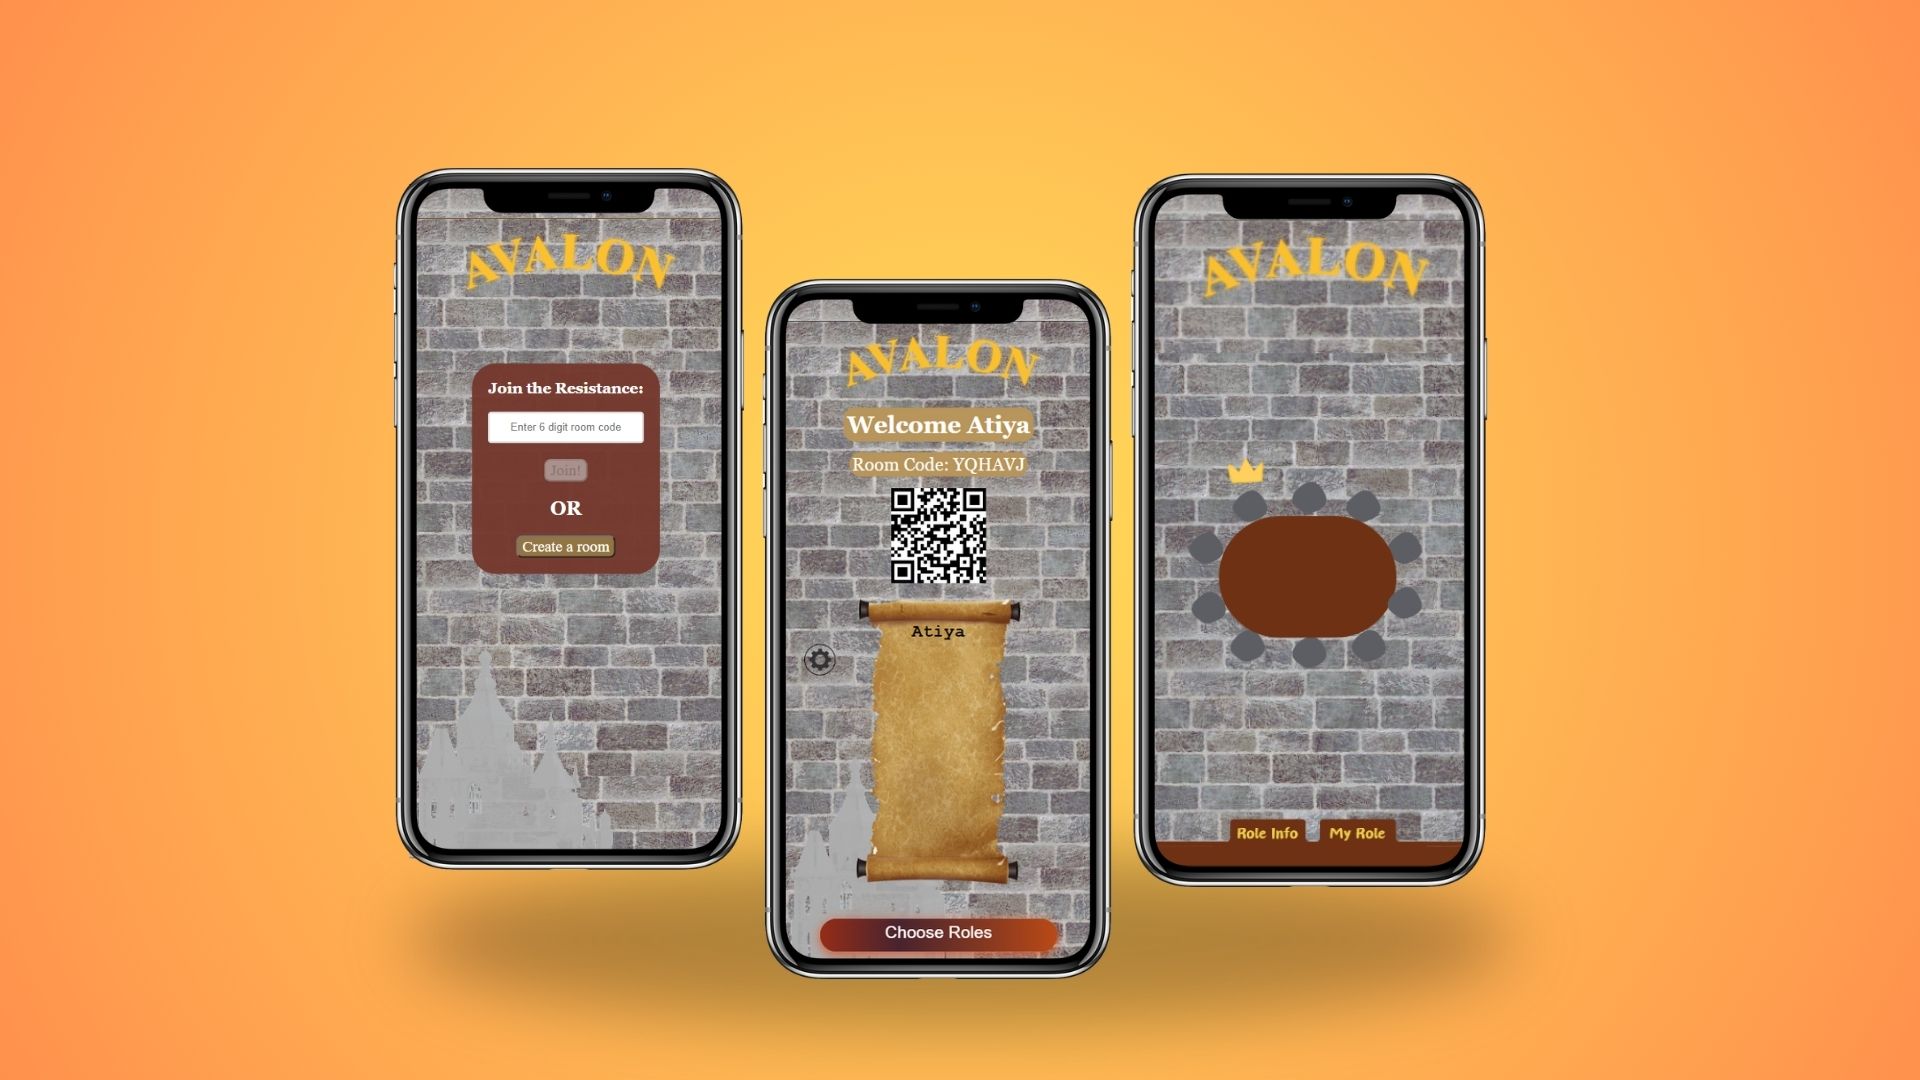 AVALON
Join the Resistance:
Enter 6 digit room code
Join!
OR
Create a room
AVALON
Welcome Atiya
Room Code: YQHAVJ
Atiya
Choose Roles
AVALON
Role Info
My Role